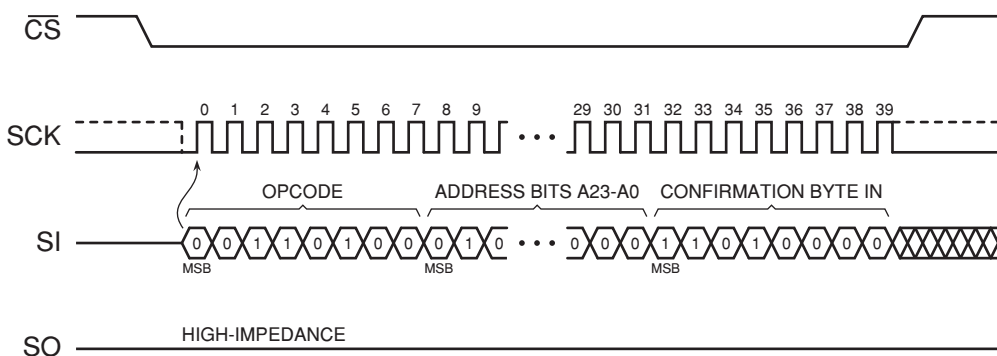 CS
0 1 2 3 4 5 6 7 8 9 29 30 31 32 33 34 35 36 37 38 39
SCK
OPCODE ADDRESS BITS A23-A0 CONFIRMATION BYTE IN
SI 0 0 1 1 0 1 0 0 0 1 0 0 0 0 1 1 0 1 0 0 0 0
MSB MSB MSB
HIGH-IMPEDANCE
SO